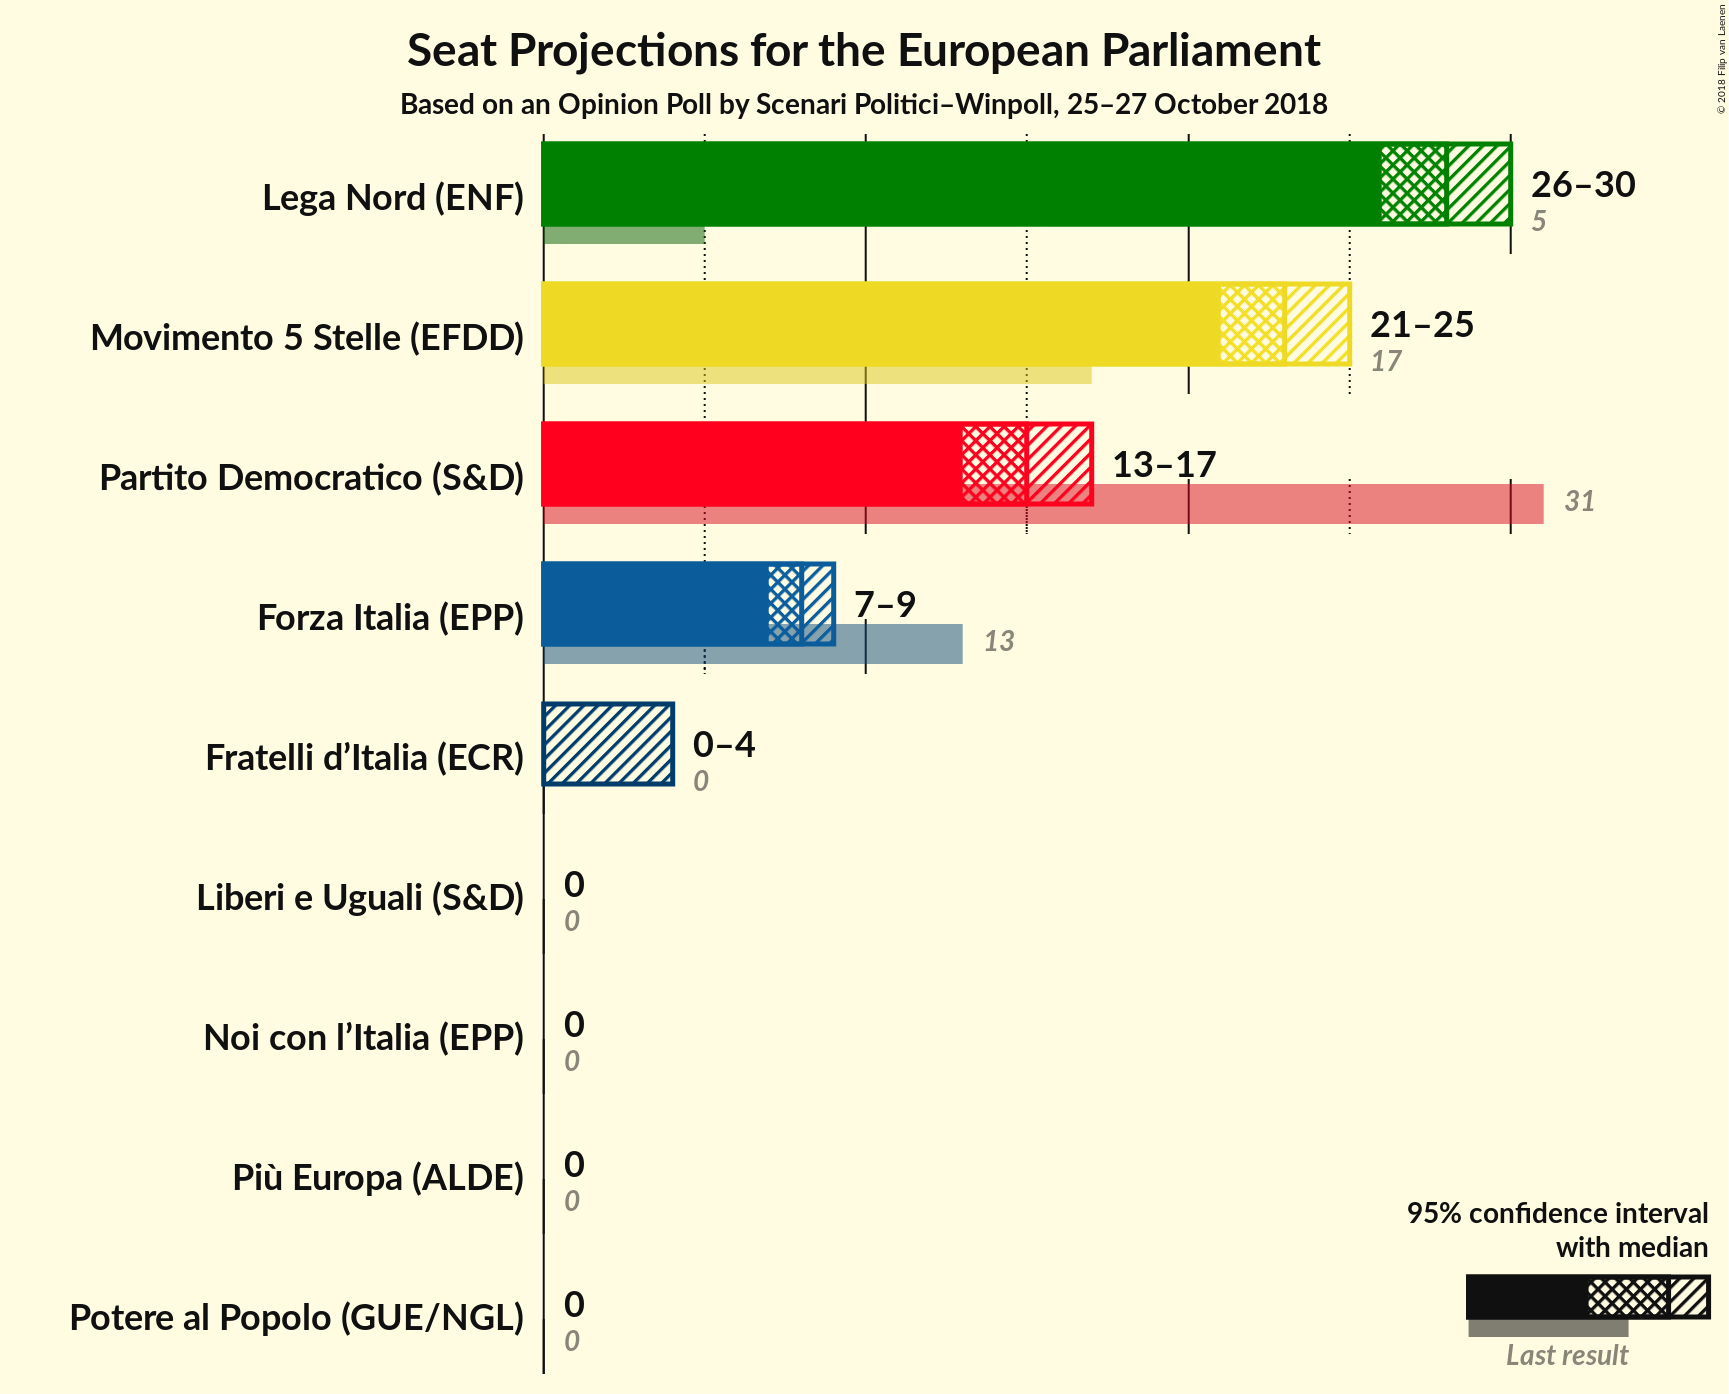 Seat Projections for the European Parliament
Based on an Opinion Poll by Scenari Politici–Winpoll, 25–27 October 2018
© 2018 Filip van Laenen
Lega Nord (ENF)
26–30
5
Movimento 5 Stelle (EFDD)
21–25
17
Partito Democratico (S&D)
13–17
31
Forza Italia (EPP)
7–9
13
Fratelli d’Italia (ECR)
0–4
0
Liberi e Uguali (S&D)
0
0
Noi con l’Italia (EPP)
0
0
Più Europa (ALDE)
0
0
Potere al Popolo (GUE/NGL)
0
0
95% confidence interval
with median
Last result